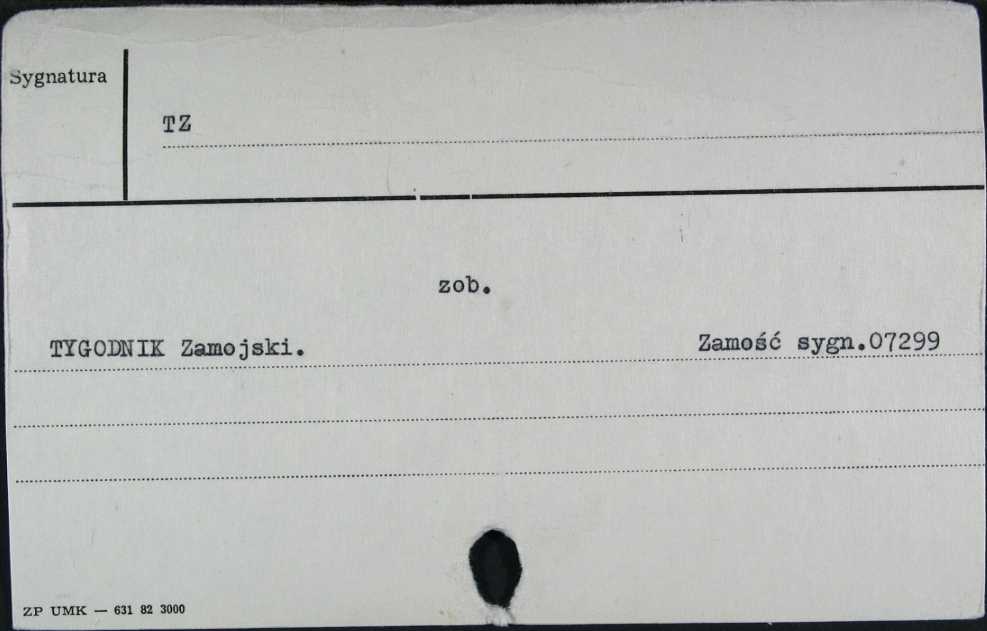 Sygnatura
TZ
zob.
TYGODNIK Zamojski. Zamość sygn.07299
ZP UMK — 631 82 3000